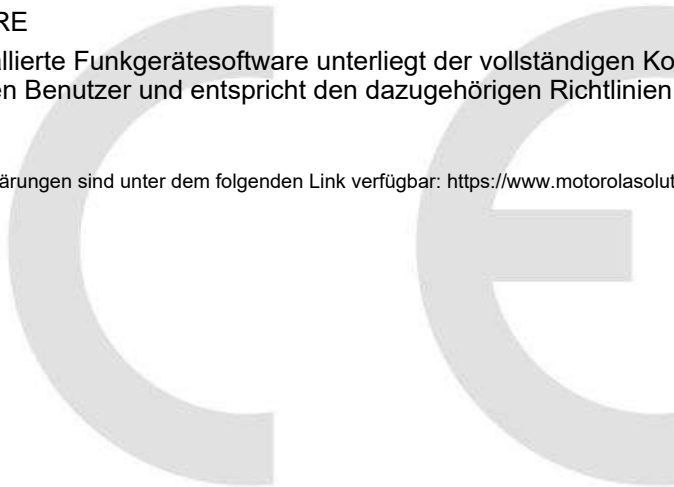 RE
llierte Funkgerätesoftware unterliegt der vollständigen Ko
en Benutzer und entspricht den dazugehörigen Richtlinien
ärungen sind unter dem folgenden Link verfügbar: https://www.motorolasolut